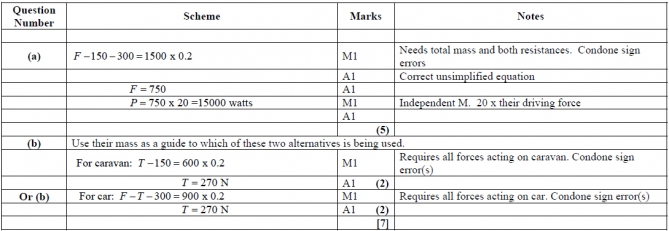 Question Number Scheme Marks Notes
(a) F −150 − 300 = 1500 x 0.2 M1 Needs total mass and both resistances. Condone sign errors
A1 Correct unsimplified equation
F = 750 A1
P = 750 x 20 =15000 watts M1 Independent M. 20 x their driving force
A1
(5)
(b) Use their mass as a guide to which of these two alternatives is being used.
For caravan: T −150 = 600 x 0.2 M1 Requires all forces acting on caravan. Condone sign error(s)
T = 270 N A1 (2)
Or (b) For car: F − T − 300 = 900 x 0.2 M1 Requires all forces acting on car. Condone sign error(s)
T = 270 N A1 (2)
[7]